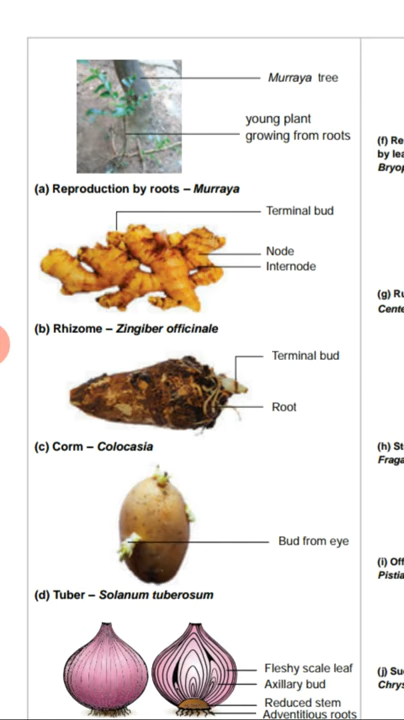 Murraya tree
young plant
growing from roots
(a) Reproduction by roots – Murraya
Terminal bud
Node
Internode
(b) Rhizome – Zingiber officinale
Terminal bud
Root
(c) Corm – Colocasia
Bud from eye
(d) Tuber – Solanum tuberosum
Fleshy scale leaf
Axillary bud
Reduced stem
Adventitious roots
(f) Re
by lea
Bryop
(g) Ru
Cente
(h) St
Fraga
(i) Off
Pistia
(j) Su
Chrys